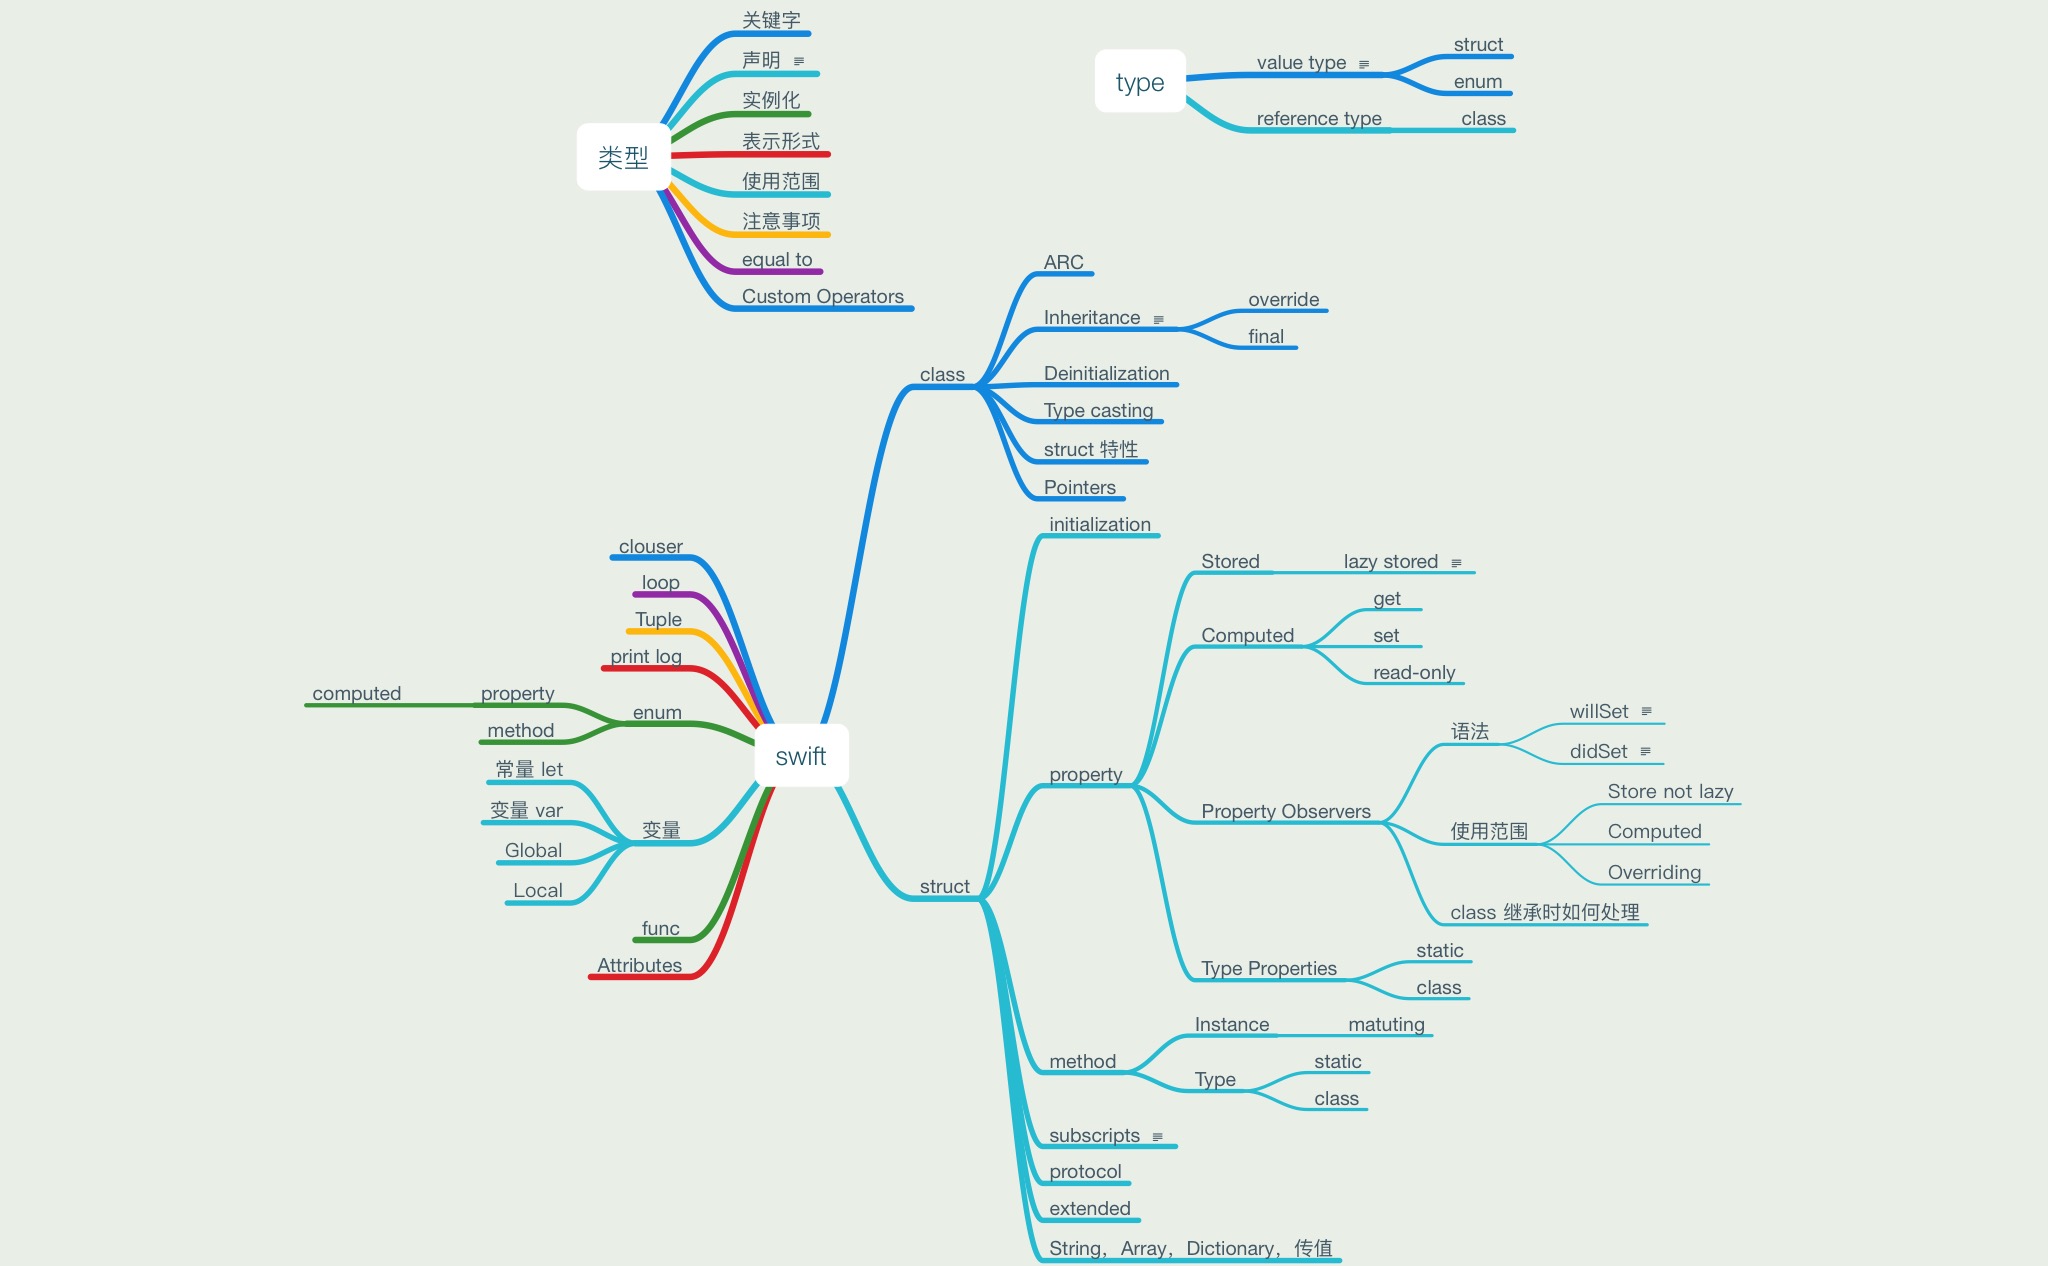 关键字
声明
实例化
表示形式
使用范围
注意事项
equal to
Custom Operators
类型
type
value type
struct
enum
reference type
class
class
ARC
Inheritance
override
final
Deinitialization
Type casting
struct 特性
Pointers
clouser
loop
Tuple
print log
enum
property
computed
method
变量
常量 let
变量 var
Global
Local
func
Attributes
swift
struct
initialization
property
Stored
lazy stored
Computed
get
set
read-only
Property Observers
语法
willSet
didSet
使用范围
Store not lazy
Computed
Overriding
class 继承时如何处理
Type Properties
static
class
method
Instance
matuting
Type
static
class
subscripts
protocol
extended
String，Array，Dictionary，传值